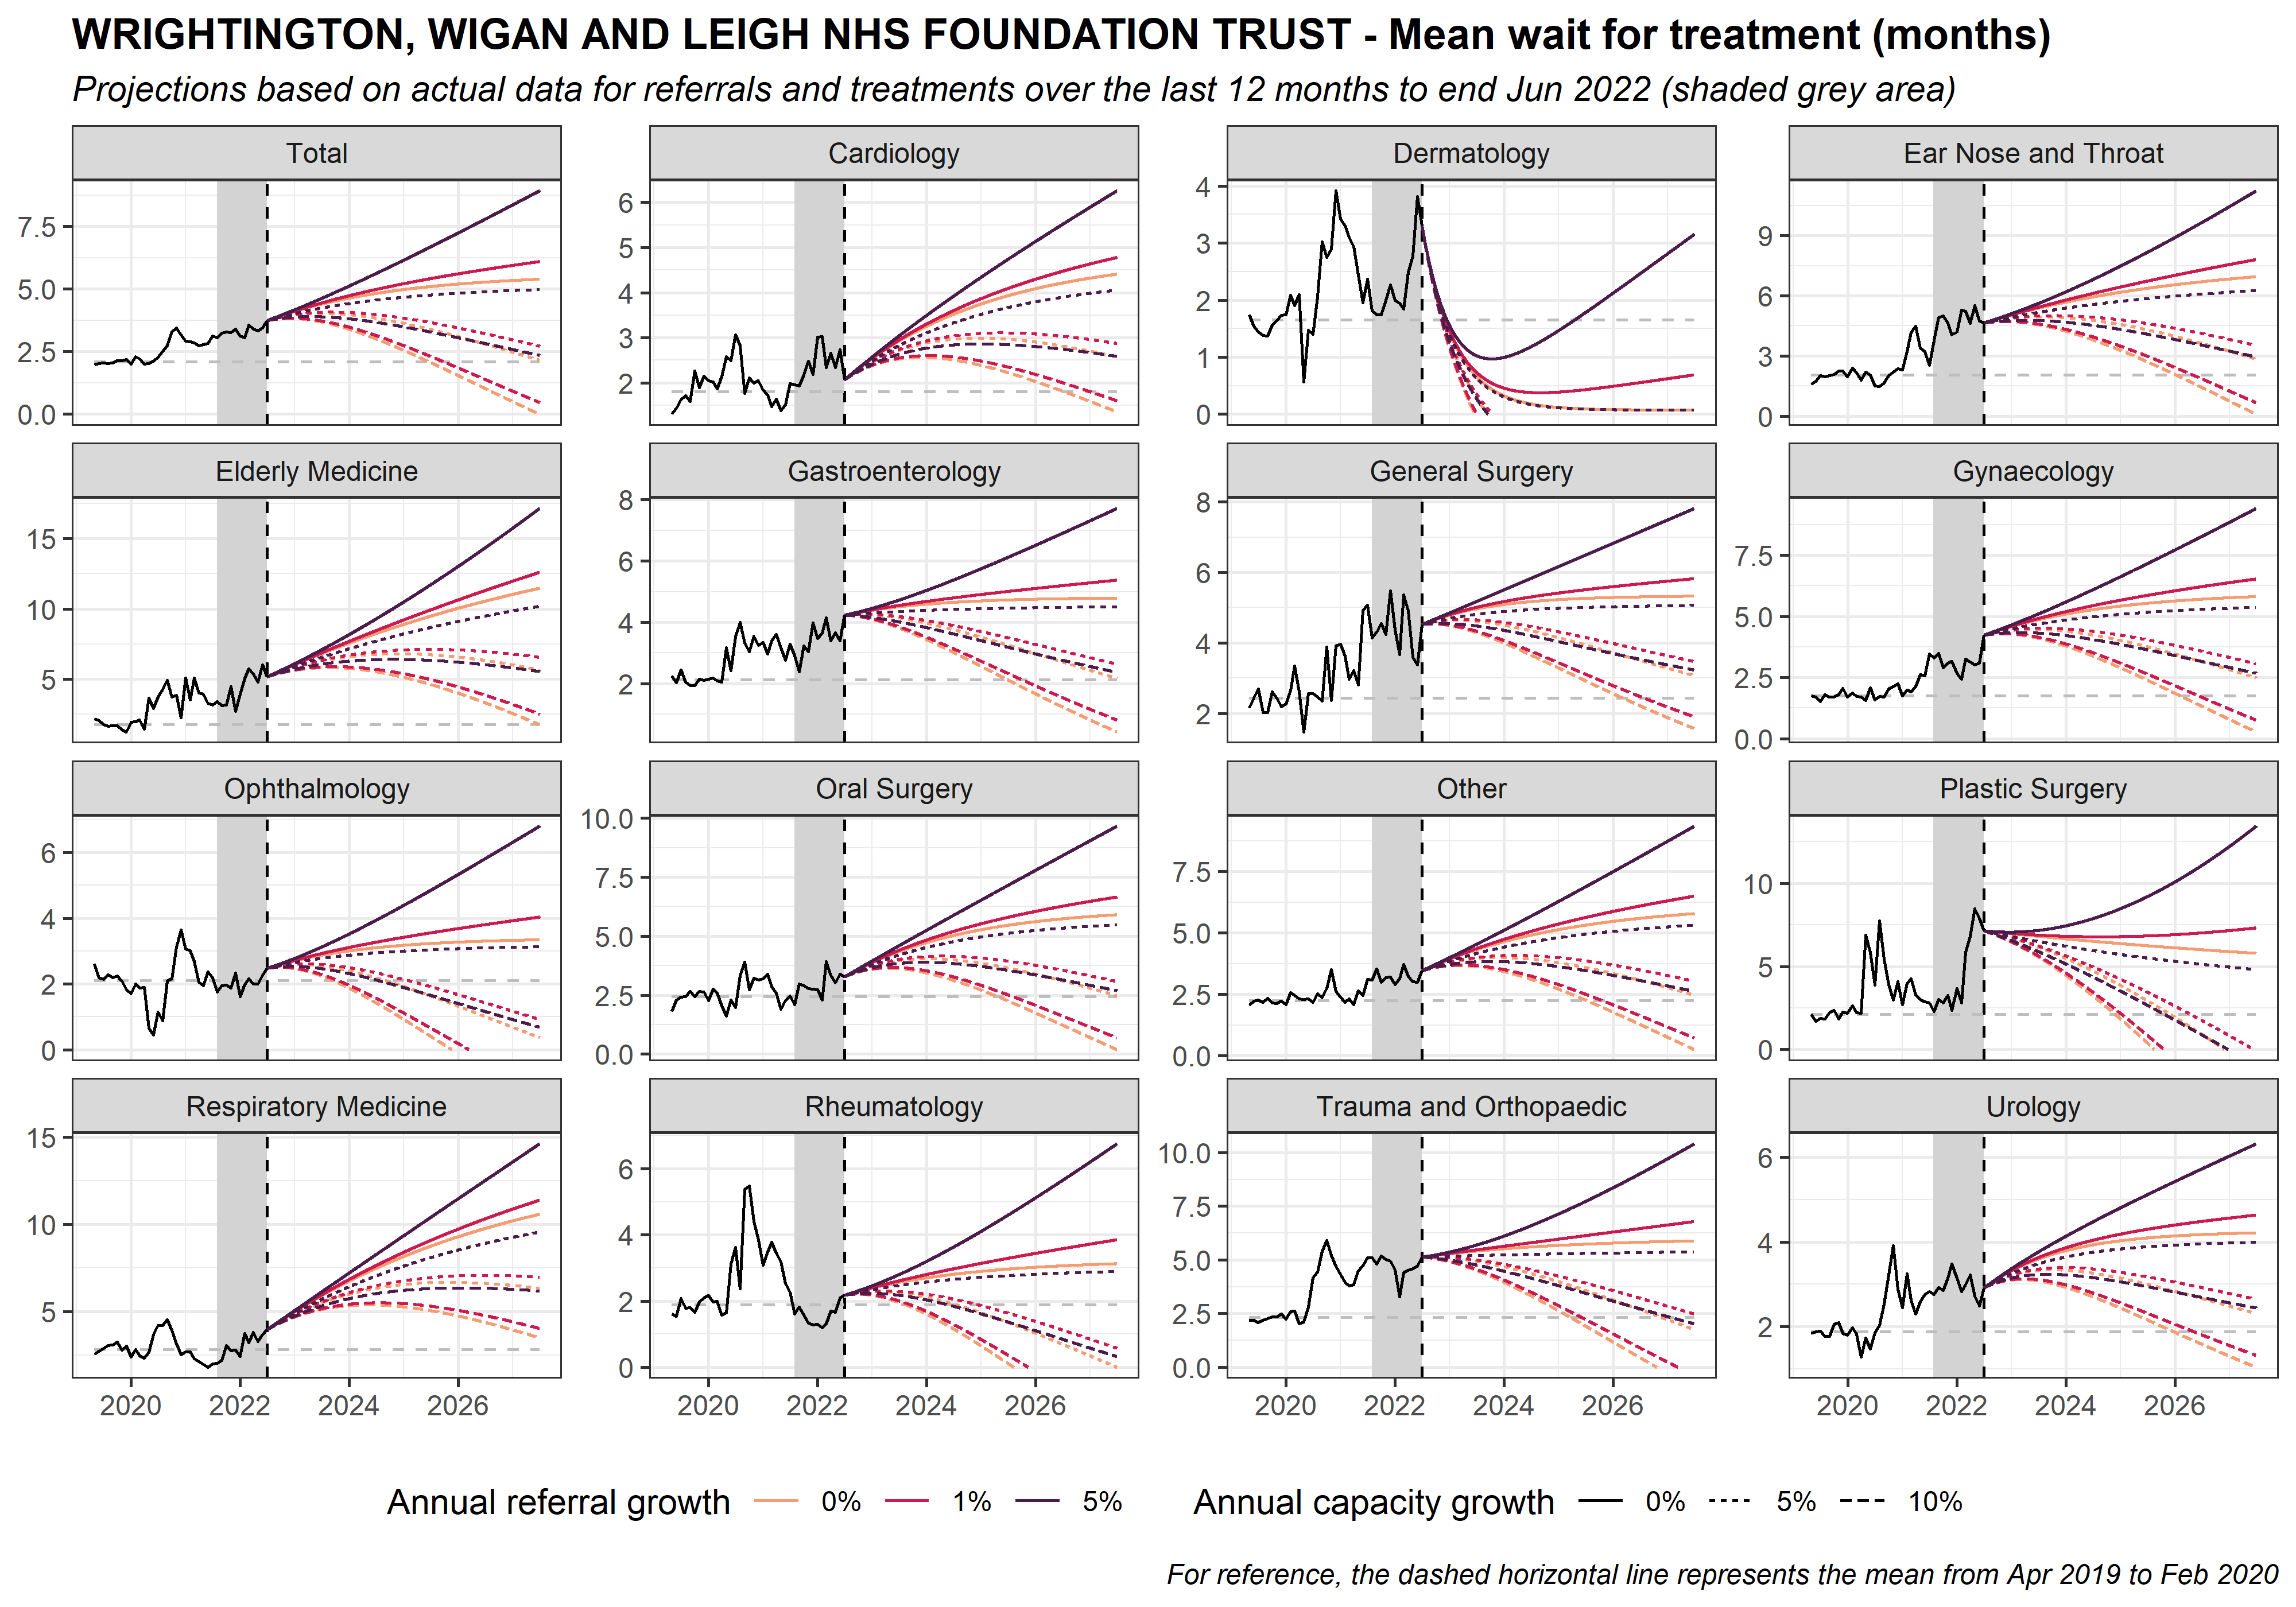 WRIGHTINGTON, WIGAN AND LEIGH NHS FOUNDATION TRUST - Mean wait for treatment (months)
Projections based on actual data for referrals and treatments over the last 12 months to end Jun 2022 (shaded grey area)
Total Cardiology Dermatology Ear Nose and Throat
7.5 5.0 2.5 0.0
6 5 4 3 2
4 3 2 1 0
9 6 3 0
Elderly Medicine Gastroenterology General Surgery Gynaecology
15 10 5
8 6 4 2
8 6 4 2
7.5 5.0 2.5 0.0
Ophthalmology Oral Surgery Other Plastic Surgery
6 4 2 0
10.0 7.5 5.0 2.5 0.0
7.5 5.0 2.5 0.0
10 5 0
Respiratory Medicine Rheumatology Trauma and Orthopaedic Urology
15 10 5
6 4 2 0
10.0 7.5 5.0 2.5 0.0
6 4 2
2020 2022 2024 2026 2020 2022 2024 2026 2020 2022 2024 2026 2020 2022 2024 2026
Annual referral growth 0% 1% 5% Annual capacity growth 0% 5% 10%
For reference, the dashed horizontal line represents the mean from Apr 2019 to Feb 2020